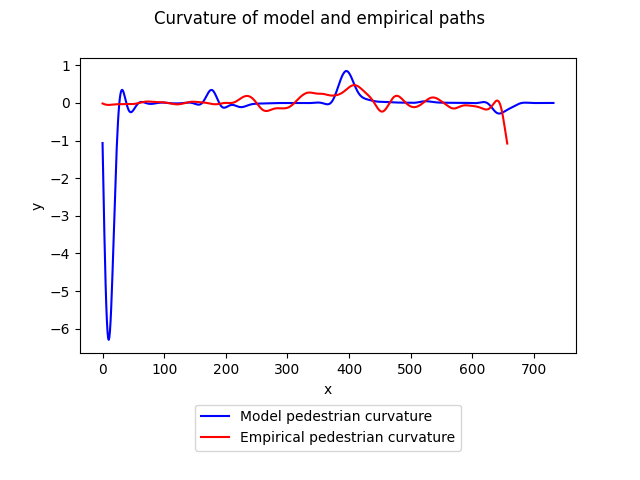 Curvature of model and empirical paths
1
0
−1
−2
−3
−4
−5
−6
y
0 100 200 300 400 500 600 700
x
Model pedestrian curvature
Empirical pedestrian curvature